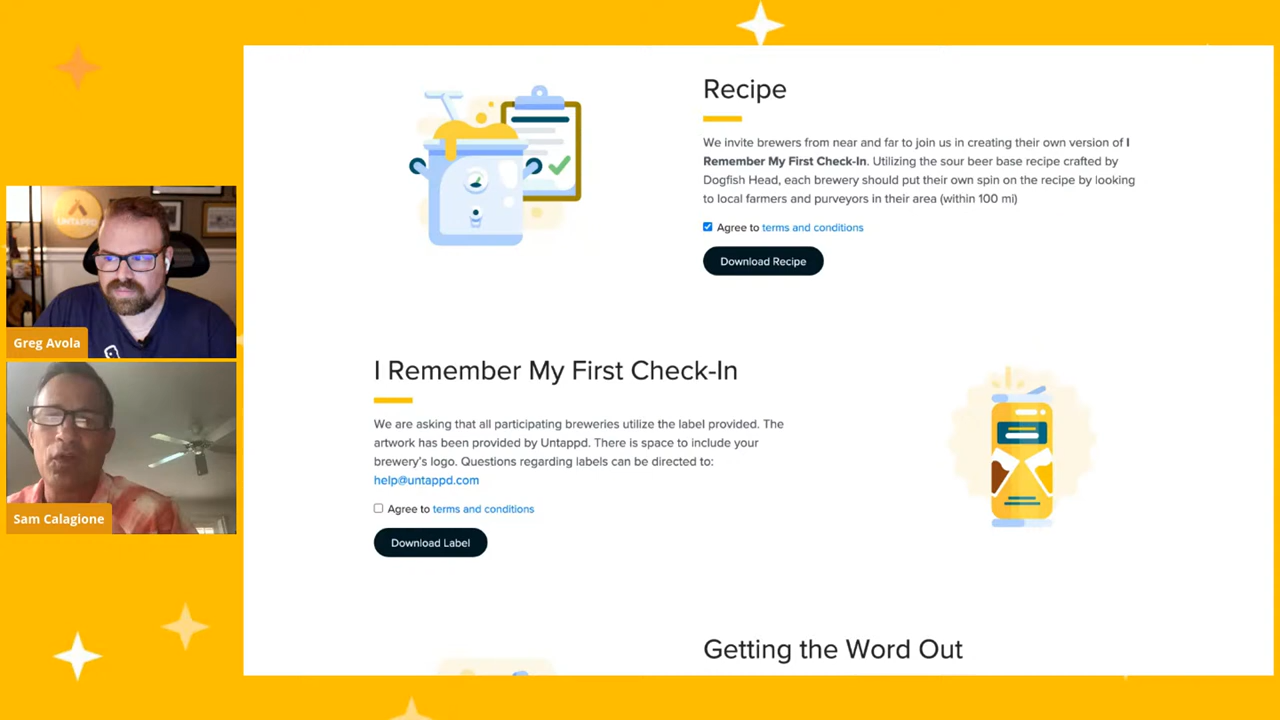 Recipe
We invite brewers from near and far to join us in creating their own version of I
Remember My First Check-In. Utilizing the sour beer base recipe crafted by
Dogfish Head, each brewery should put their own spin on the recipe by looking
to local farmers and purveyors in their area (within 100 mi)
Agree to terms and conditions
Download Recipe
UNTAPPD
Greg Avola
I Remember My First Check-In
We are asking that all participating breweries utilize the label provided. The
artwork has been provided by Untappd. There is space to include your
brewery's logo. Questions regarding labels can be directed to:
help@untappd.com
Agree to terms and conditions
Download Label
Sam Calagione
Getting the Word Out